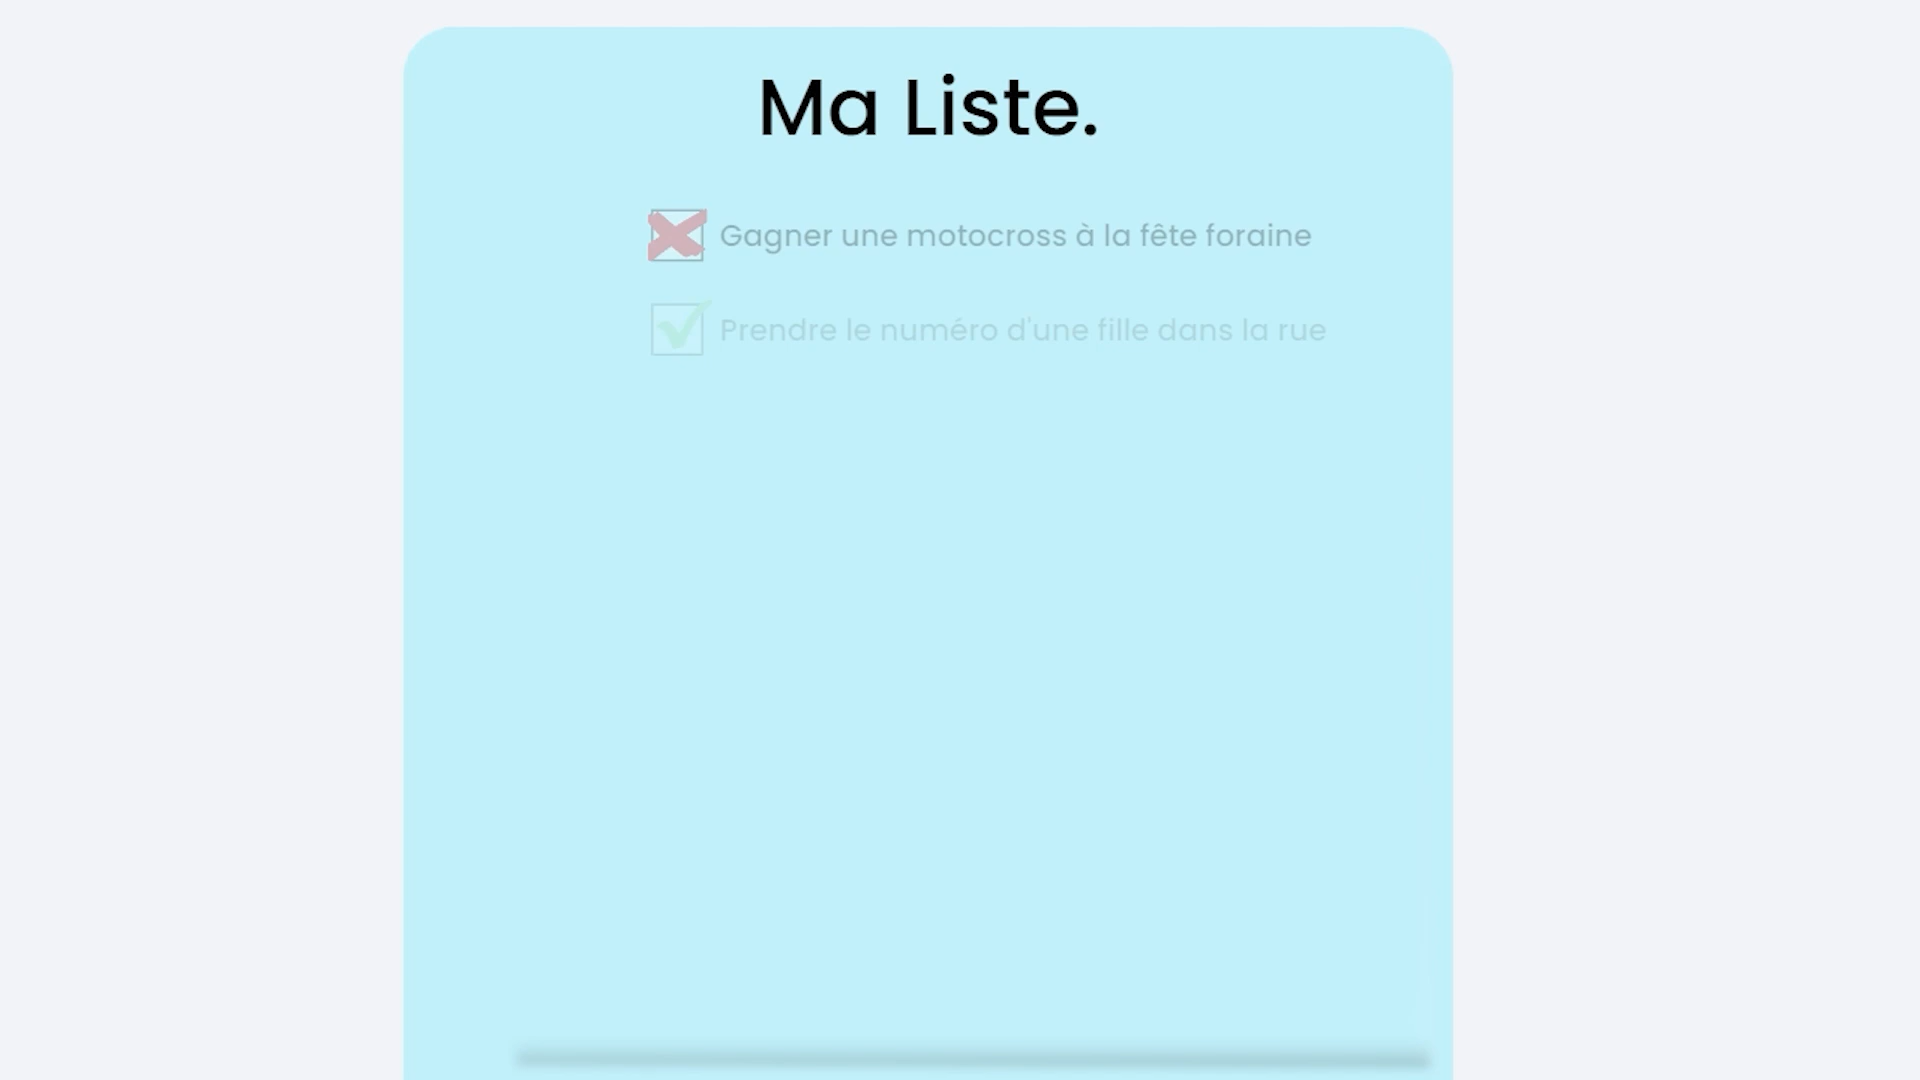 Ma Liste.
Gagner une motocross à la fête foraine
Prendre le numéro d'une fille dans la rue